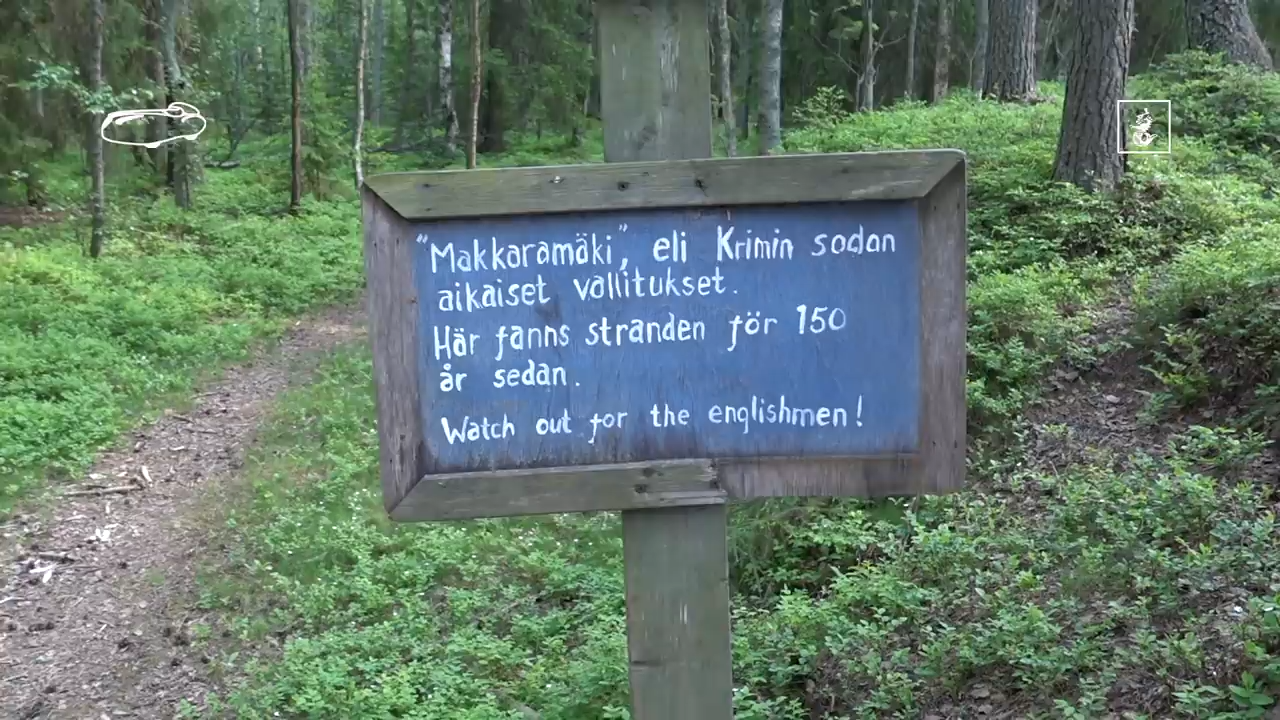 "Makkaramäki", eli Krimin sodan
aikaiset vallitukset.
Här fanns stranden för 150
år sedan.
Watch out for the englishmen!